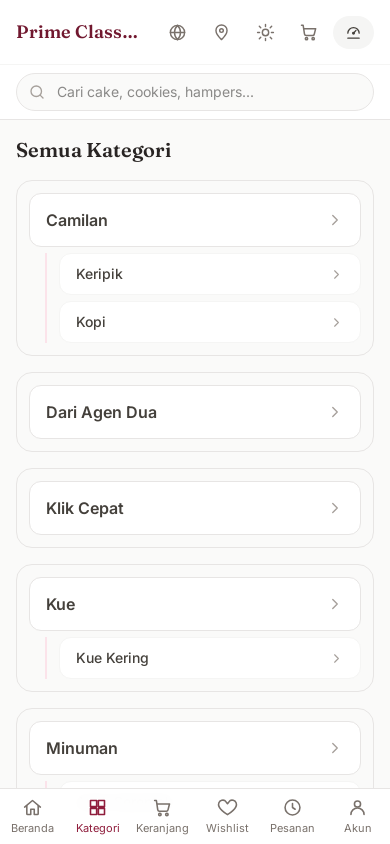 Prime Class...
Cari cake, cookies, hampers...
Semua Kategori
Camilan
Keripik
Kopi
Dari Agen Dua
Klik Cepat
Kue
Kue Kering
Minuman
Beranda Kategori Keranjang Wishlist Pesanan Akun